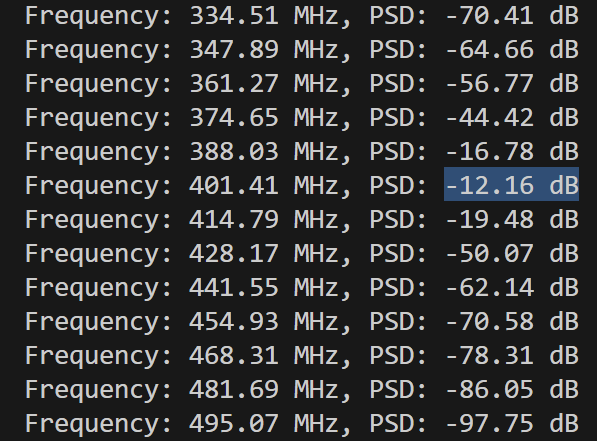 Frequency: 334.51 MHz, PSD: -70.41 dB
Frequency: 347.89 MHz, PSD: -64.66 dB
Frequency: 361.27 MHz, PSD: -56.77 dB
Frequency: 374.65 MHz, PSD: -44.42 dB
Frequency: 388.03 MHz, PSD: -16.78 dB
Frequency: 401.41 MHz, PSD: -12.16 dB
Frequency: 414.79 MHz, PSD: -19.48 dB
Frequency: 428.17 MHz, PSD: -50.07 dB
Frequency: 441.55 MHz, PSD: -62.14 dB
Frequency: 454.93 MHz, PSD: -70.58 dB
Frequency: 468.31 MHz, PSD: -78.31 dB
Frequency: 481.69 MHz, PSD: -86.05 dB
Frequency: 495.07 MHz, PSD: -97.75 dB